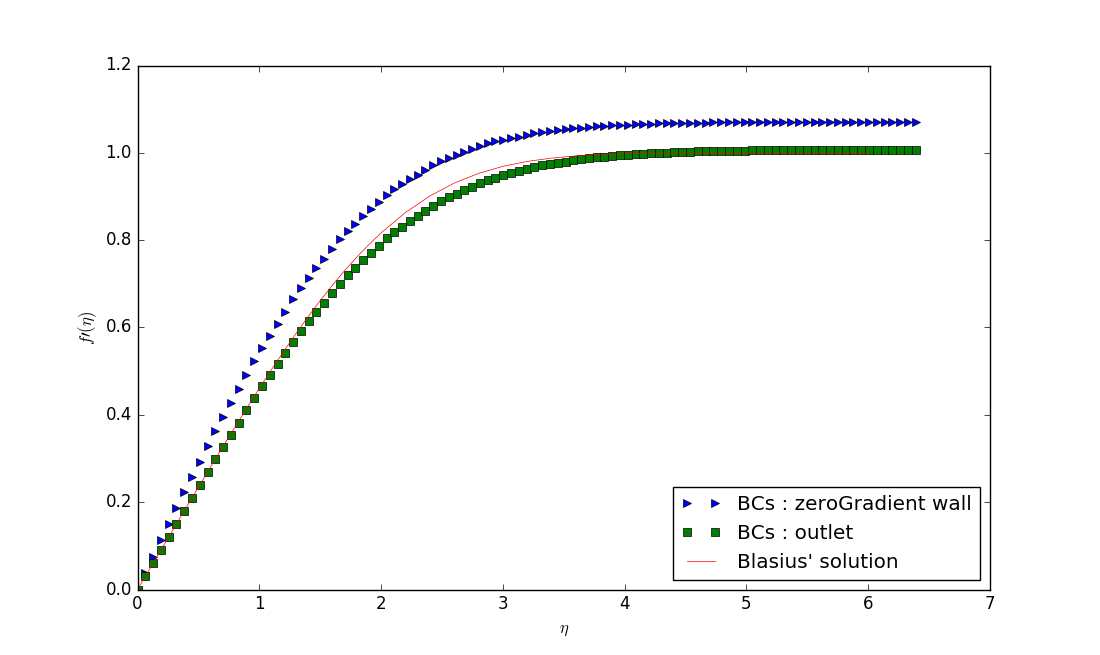 1.2
1.0
0.8
0.6
0.4
0.2
0.0
f′(η)
0 1 2 3 4 5 6 7
η
BCs : zeroGradient wall
BCs : outlet
Blasius' solution